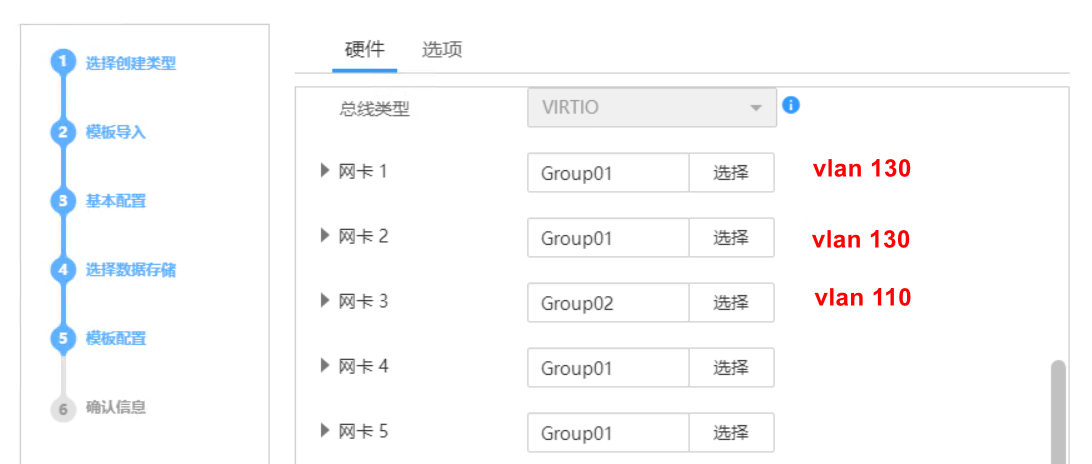 1 选择创建类型
2 模板导入
3 基本配置
4 选择数据存储
5 模板配置
6 确认信息
硬件 选项
总线类型 VIRTIO i
网卡 1 Group01 选择 vlan 130
网卡 2 Group01 选择 vlan 130
网卡 3 Group02 选择 vlan 110
网卡 4 Group01 选择
网卡 5 Group01 选择